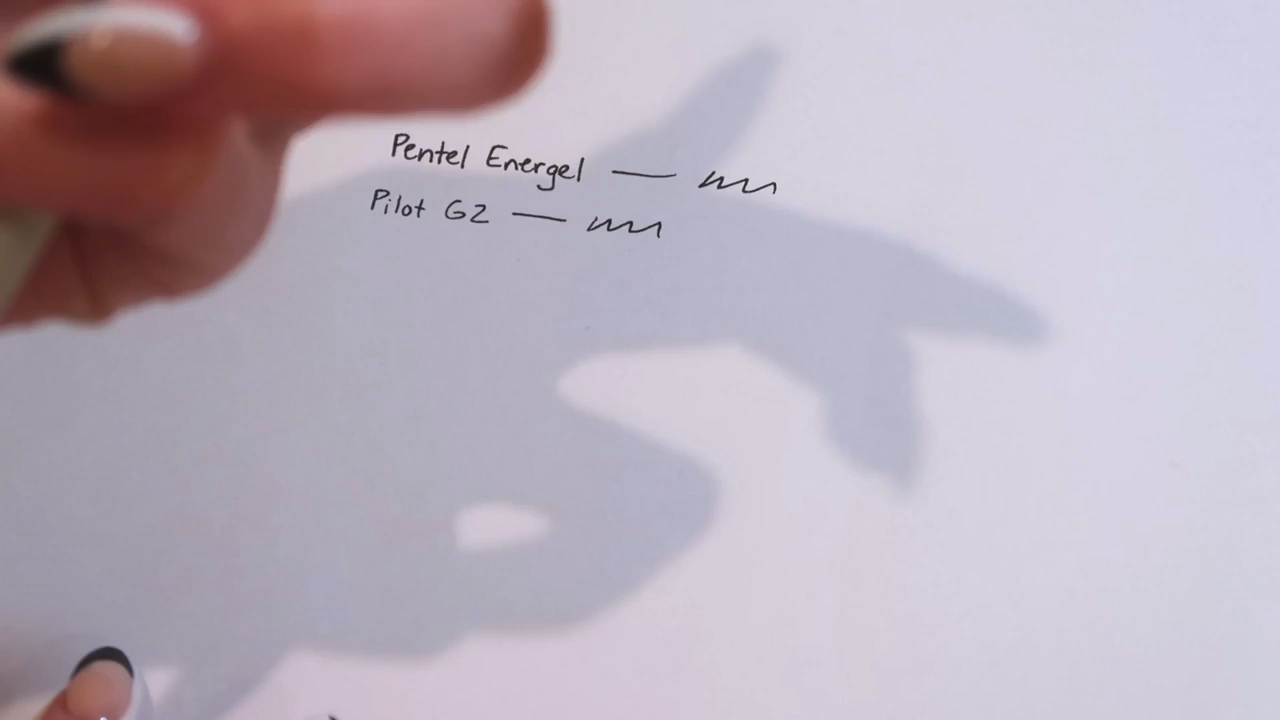 Pentel Energel —
Pilot G2 —